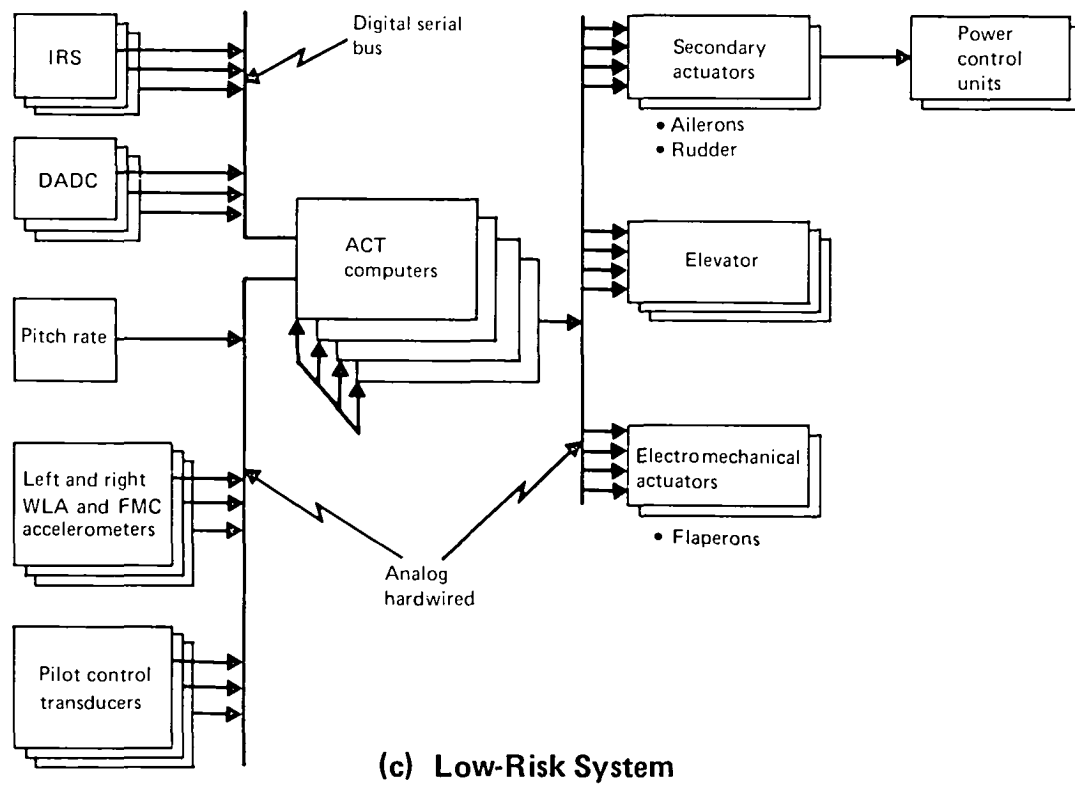 IRS
Digital serial
bus
DADC
Pitch rate
Left and right
WLA and FMC
accelerometers
Pilot control
transducers
ACT
computers
Analog
hardwired
Secondary
actuators
• Ailerons
• Rudder
Power
control
units
Elevator
Electromechanical
actuators
• Flaperons
(c) Low-Risk System